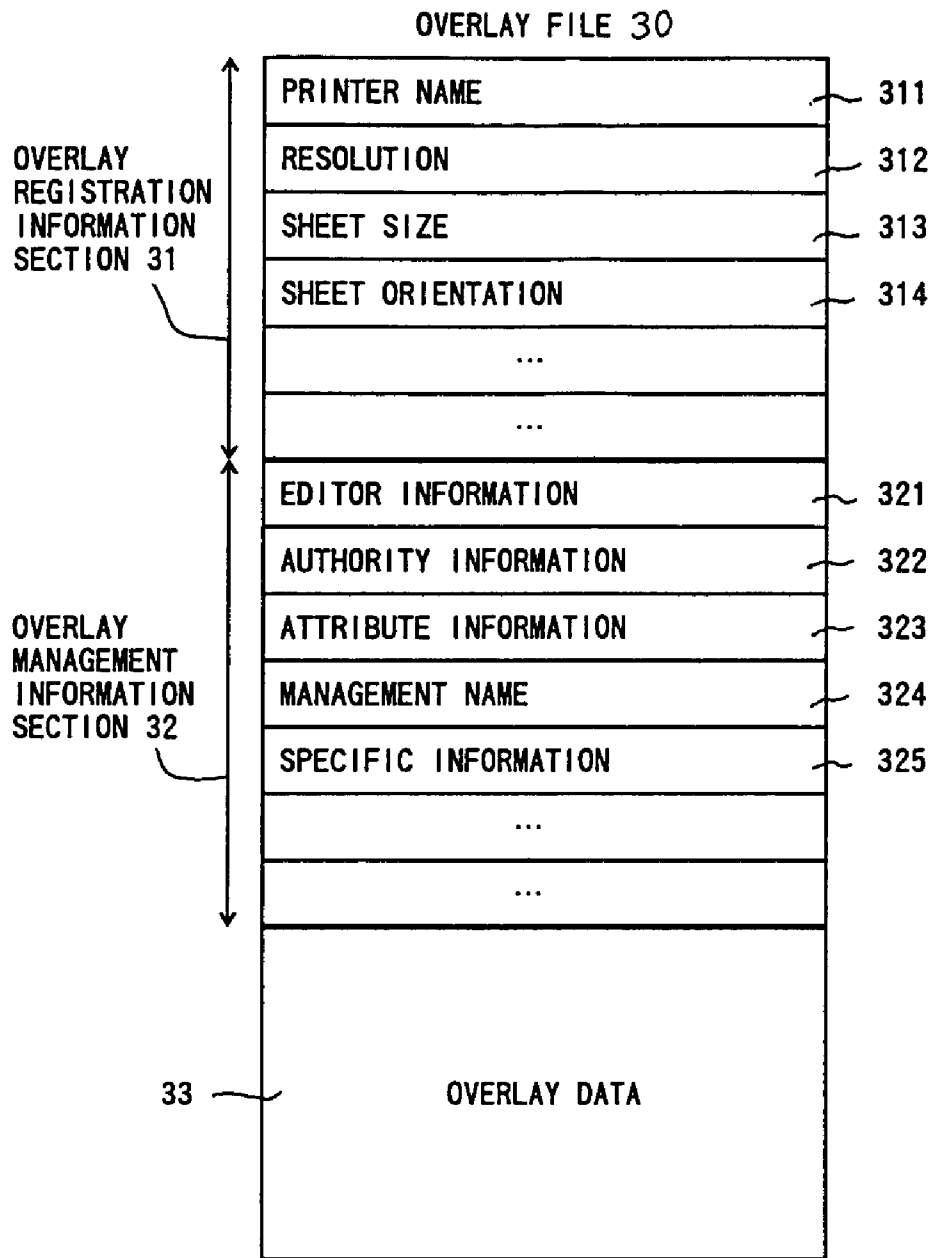 OVERLAY FILE 30
PRINTER NAME
311
RESOLUTION
312
SHEET SIZE
313
SHEET ORIENTATION
314
...
...
OVERLAY
REGISTRATION
INFORMATION
SECTION 31
EDITOR INFORMATION
321
AUTHORITY INFORMATION
322
ATTRIBUTE INFORMATION
323
MANAGEMENT NAME
324
SPECIFIC INFORMATION
325
...
...
OVERLAY
MANAGEMENT
INFORMATION
SECTION 32
33
OVERLAY DATA